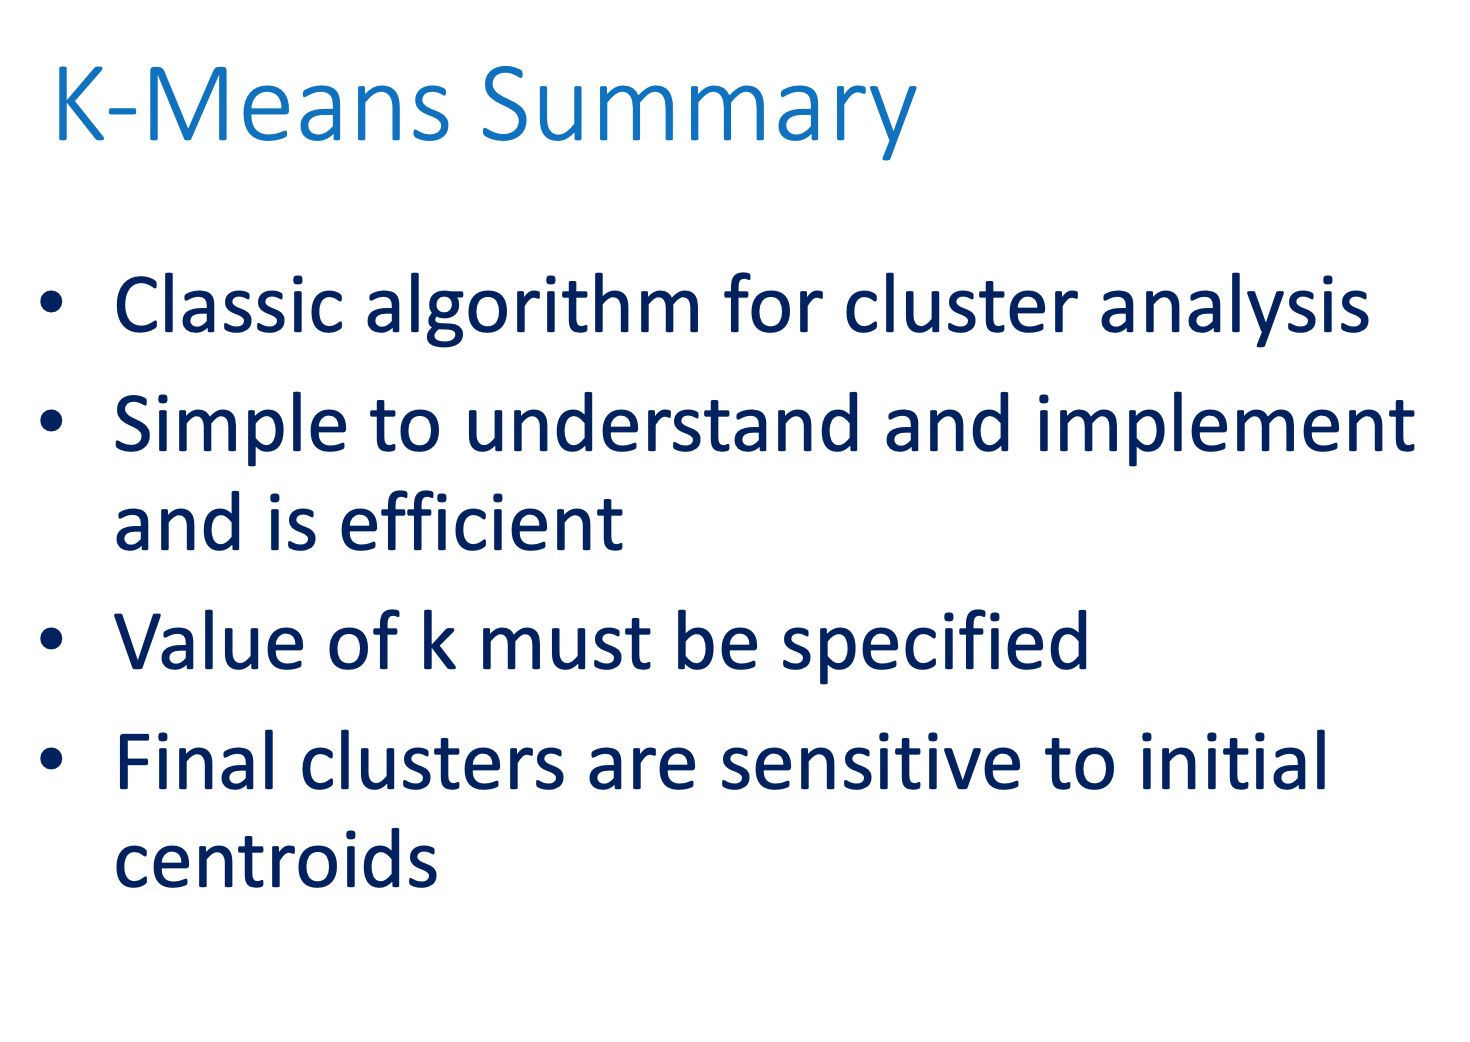 K-Means Summary
• Classic algorithm for cluster analysis
• Simple to understand and implement
and is efficient
• Value of k must be specified
• Final clusters are sensitive to initial
centroids